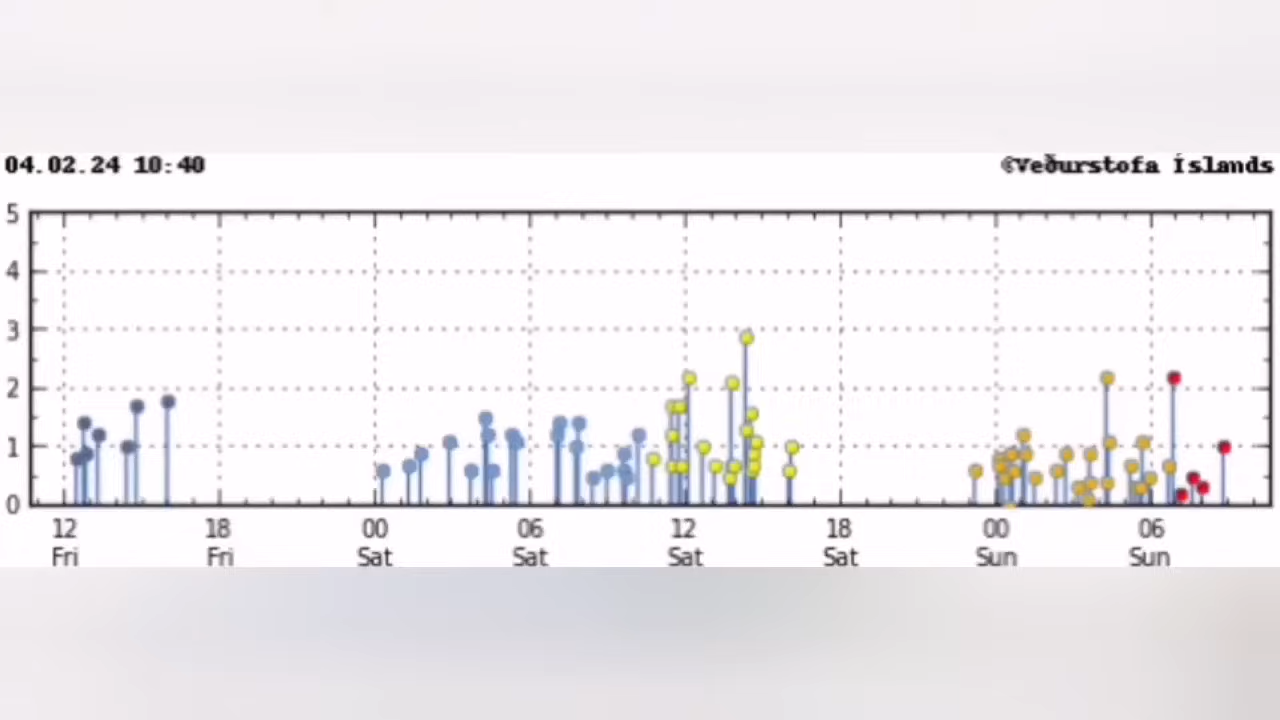 04.02.24 10:40
©Veðurstofa Íslands
5
4
3
2
1
0
12 18 00 06 12 18 00 06
Fri Fri Sat Sat Sat Sat Sun Sun